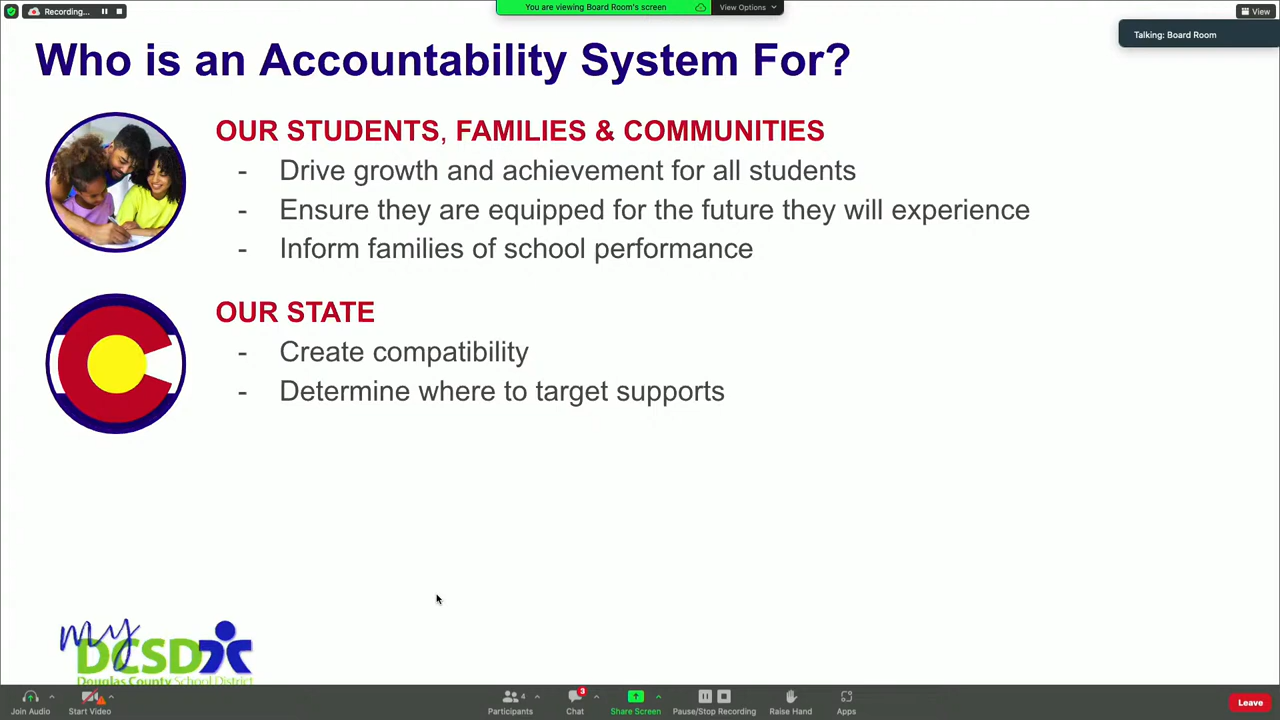 Recording...
You are viewing Board Room's screen
View Options
View
Talking: Board Room
Who is an Accountability System For?
OUR STUDENTS, FAMILIES & COMMUNITIES
- Drive growth and achievement for all students
- Ensure they are equipped for the future they will experience
- Inform families of school performance
OUR STATE
- Create compatibility
- Determine where to target supports
my
DCSD
Douglas County School District
4
3
Join Audio
Start Video
Participants
Chat
Share Screen
Pause/Stop Recording
Raise Hand
Apps
Leave